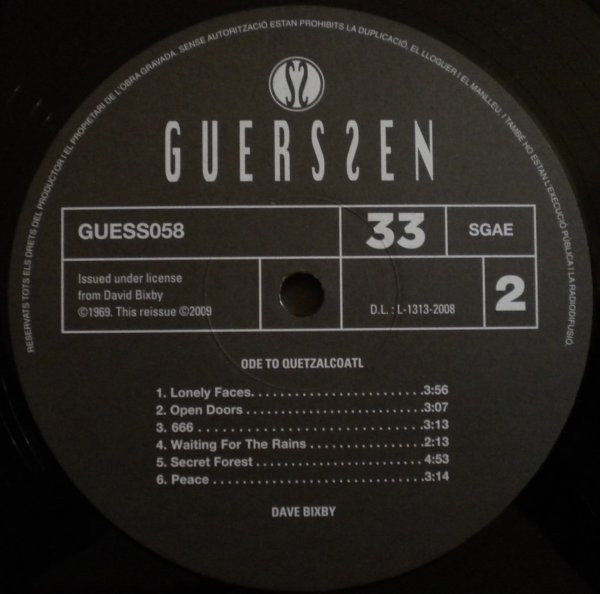 RESERVATS TOTS ELS DRETS DEL PRODUCTOR I EL PROPIETARI DE L'OBRA GRAVADA. SENSE AUTORITZACIÓ ESTAN PROHIBITS LA DUPLICACIÓ, EL LLOGUER I EL MANLLEU, I TAMBÉ HO ESTAN L'EXECUCIÓ PÚBLICA I LA RADIODIFUSIÓ.
GUERSSEN
GUESS058
33
SGAE
Issued under license
from David Bixby
©1969. This reissue ©2009
D.L. : L-1313-2008
2
ODE TO QUETZALCOATL
1. Lonely Faces. . . . . . . . . . . . . . . . . . . . . . . .3:56
2. Open Doors . . . . . . . . . . . . . . . . . . . . . . . . .3:07
3. 666 . . . . . . . . . . . . . . . . . . . . . . . . . . . . . . . .3:13
4. Waiting For The Rains . . . . . . . . . . . . . . . .2:13
5. Secret Forest . . . . . . . . . . . . . . . . . . . . . . . 4:53
6. Peace . . . . . . . . . . . . . . . . . . . . . . . . . . . . . .3:14
DAVE BIXBY